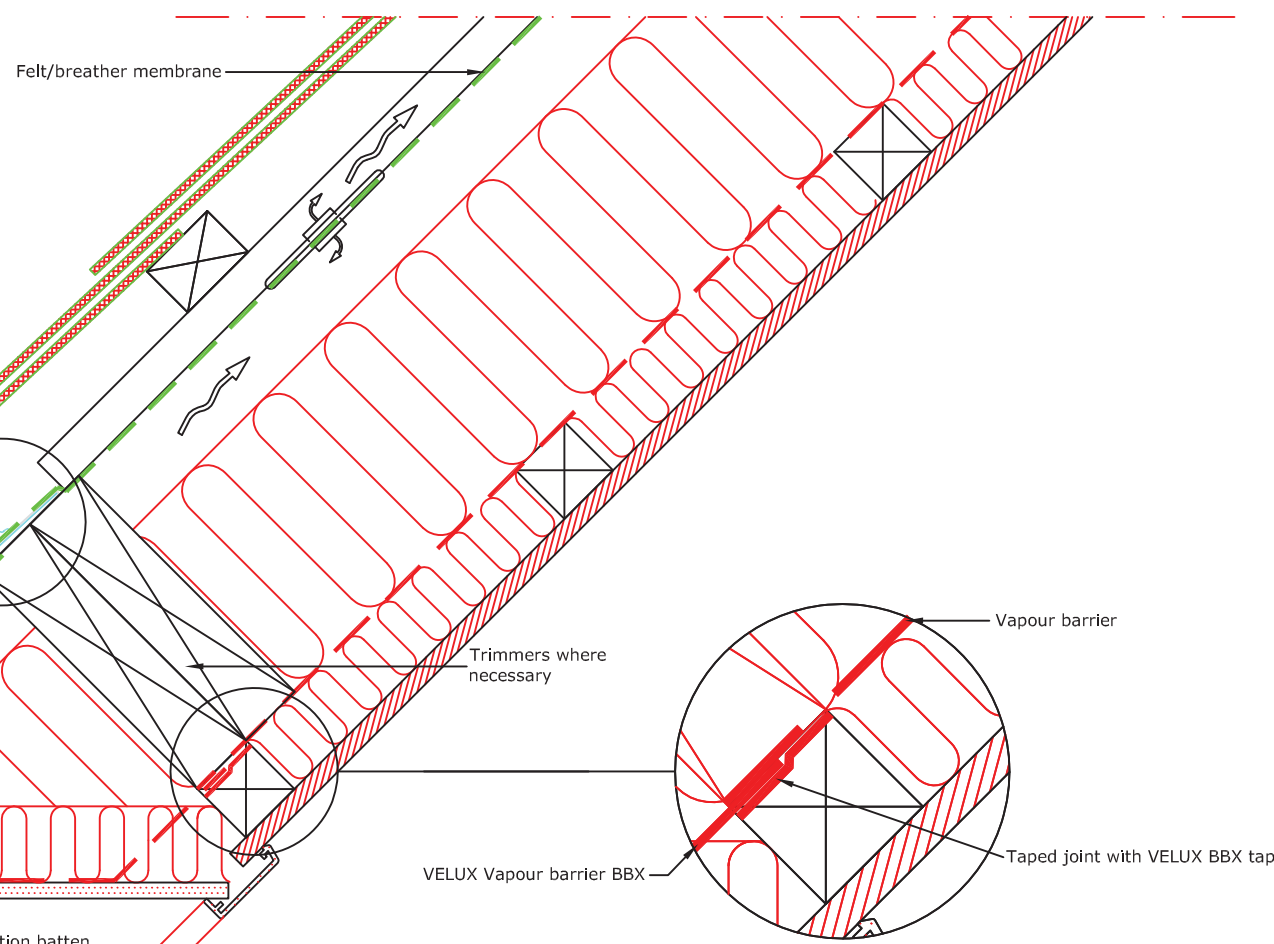 Felt/breather membrane
Vapour barrier
Trimmers where
necessary
Taped joint with VELUX BBX tap
VELUX Vapour barrier BBX
batten